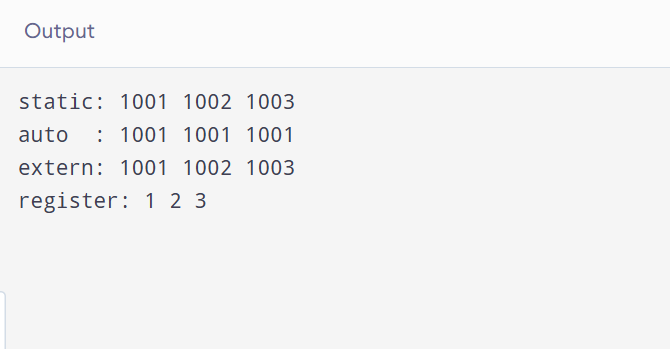 Output
static: 1001 1002 1003
auto  : 1001 1001 1001
extern: 1001 1002 1003
register: 1 2 3